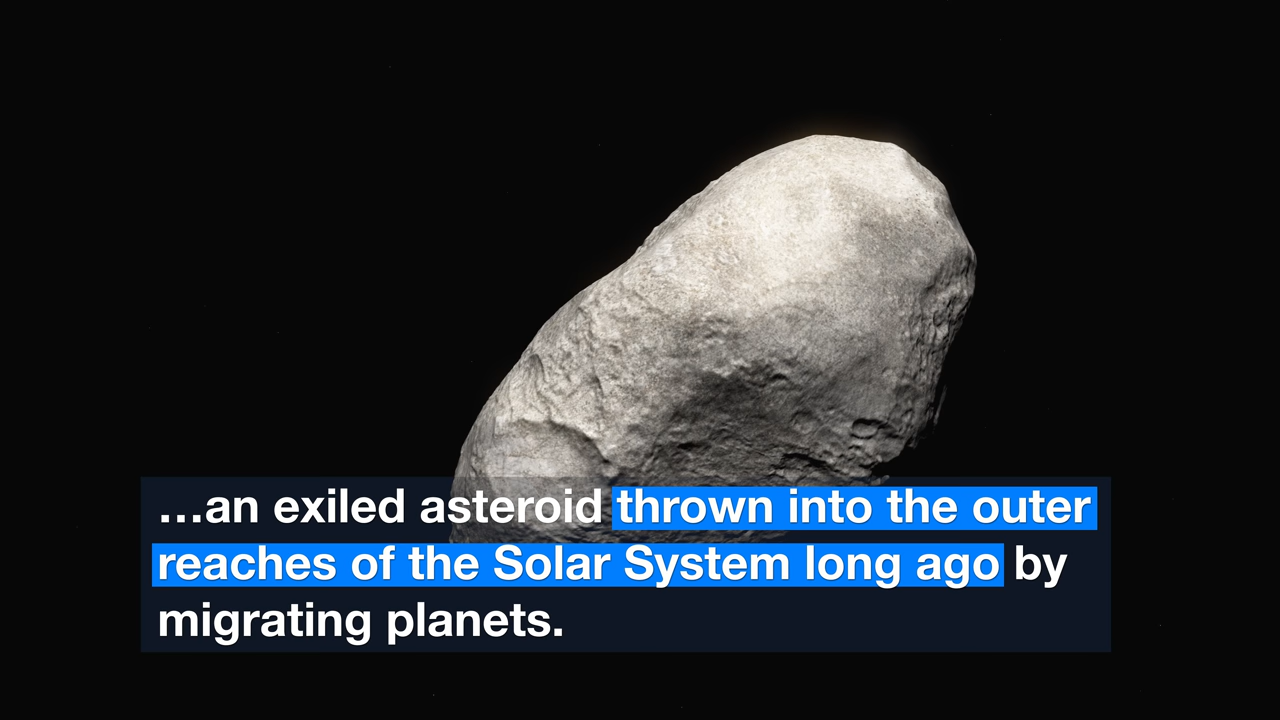 …an exiled asteroid thrown into the outer
reaches of the Solar System long ago by
migrating planets.